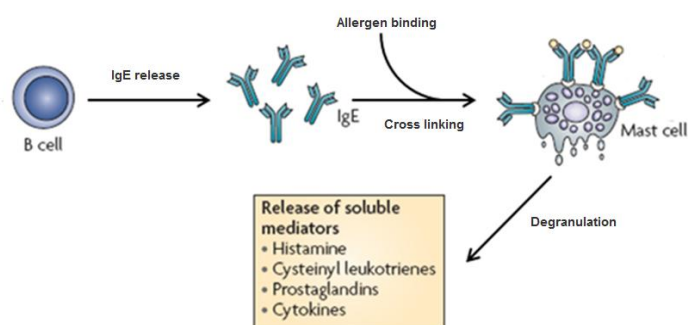 Allergen binding
IgE release
B cell
IgE
Cross linking
Mast cell
Degranulation
Release of soluble
mediators
• Histamine
• Cysteinyl leukotrienes
• Prostaglandins
• Cytokines